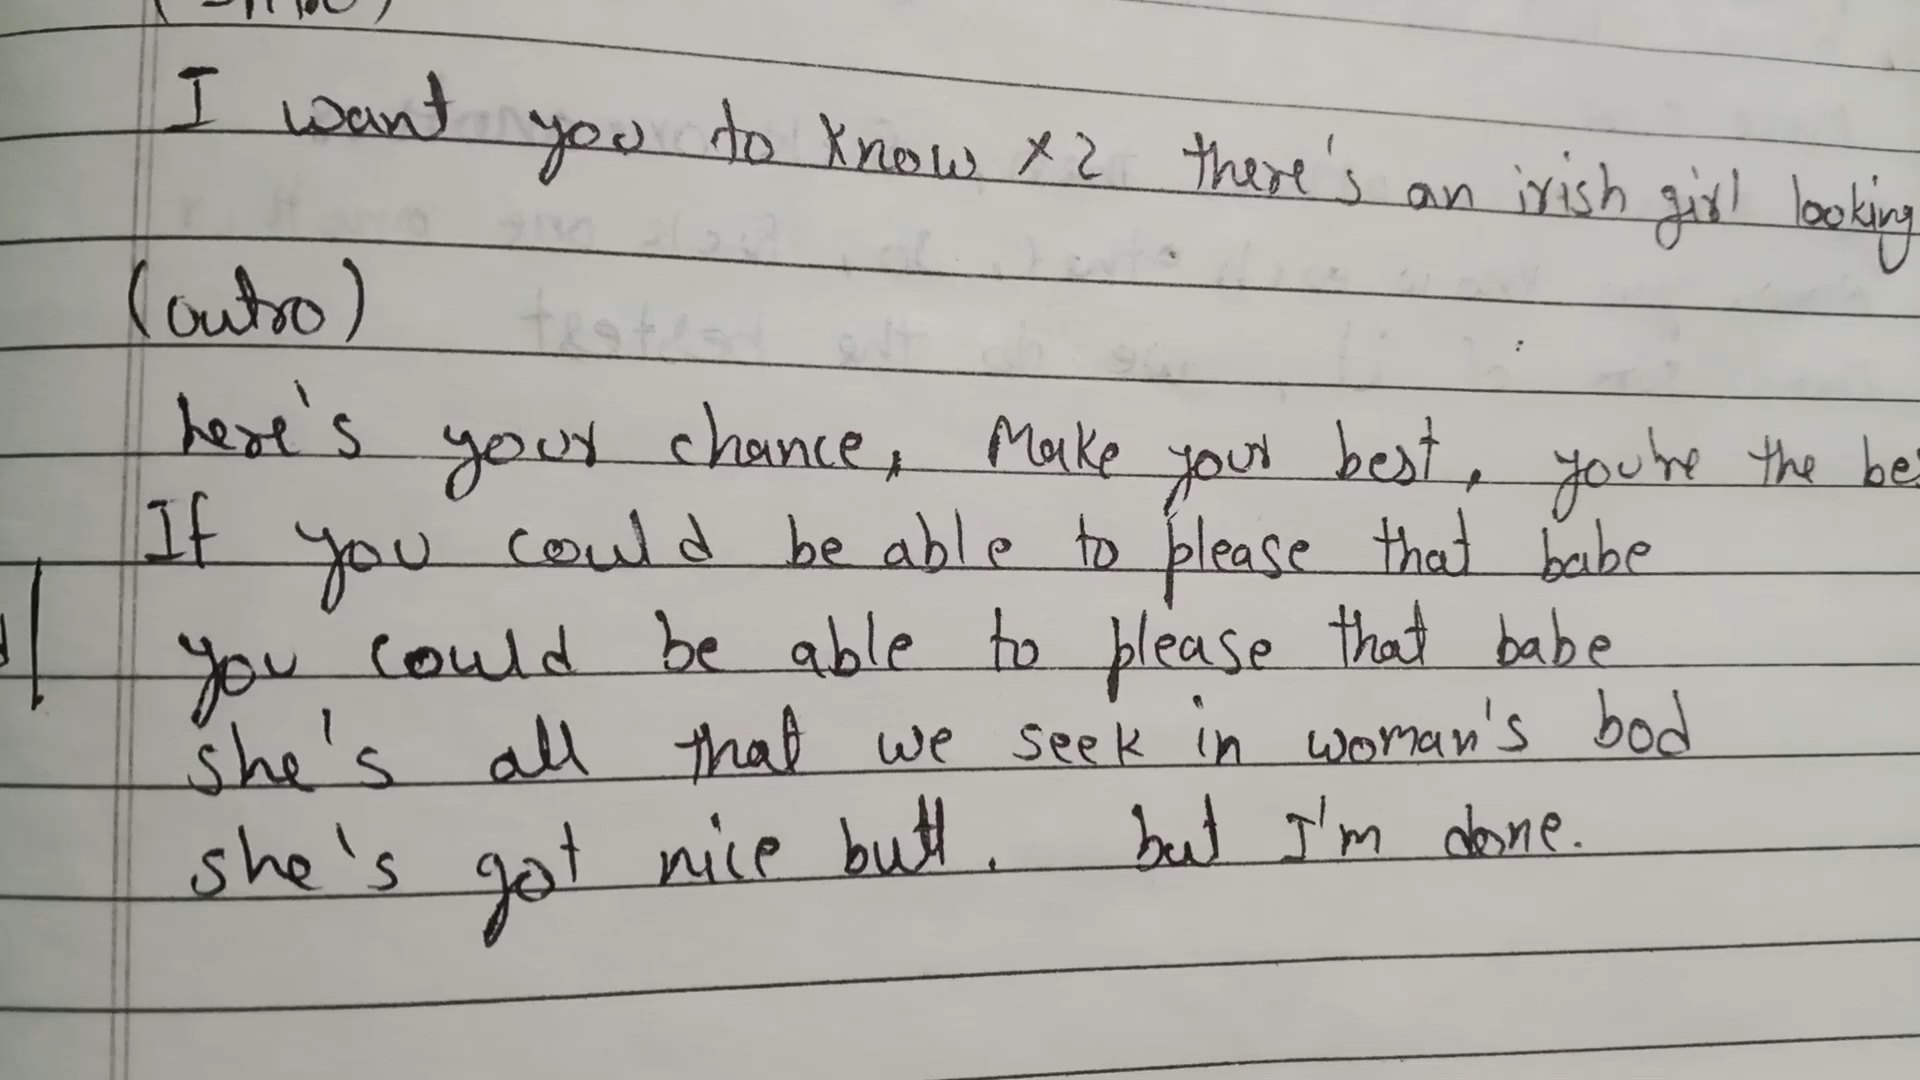 I want you to know x2 there's an irish girl looking
(outro)
here's your chance, Make your best, you're the
If you could be able to please that babe
you could be able to please that babe
she's all that we seek in woman's bod
she's got nice butt. but I'm done.